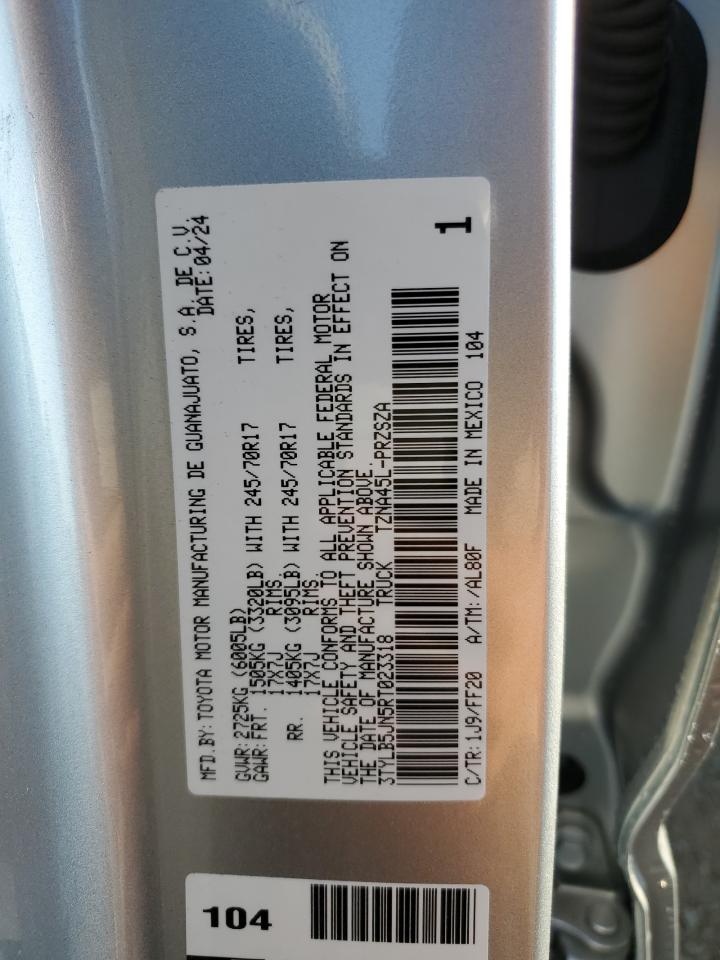 MFD.BY: TOYOTA MOTOR MANUFACTURING DE GUANAJUATO, S.A. DE C.V.
DATE: 04/24
GVWR: 2725KG (6005LB)
GAWR: FRT. 1505KG (3320LB) WITH 245/70R17 TIRES,
17X7J RIMS,
RR. 1405KG (3095LB) WITH 245/70R17 TIRES,
17X7J RIMS.
THIS VEHICLE CONFORMS TO ALL APPLICABLE FEDERAL MOTOR
VEHICLE SAFETY AND THEFT PREVENTION STANDARDS IN EFFECT ON
THE DATE OF MANUFACTURE SHOWN ABOVE.
3TYLB5JN5RT023318 TRUCK TZNA45L-PRZSZA
1
C/TR: 1J9/FF20 A/TM: /AL80F MADE IN MEXICO 104
104